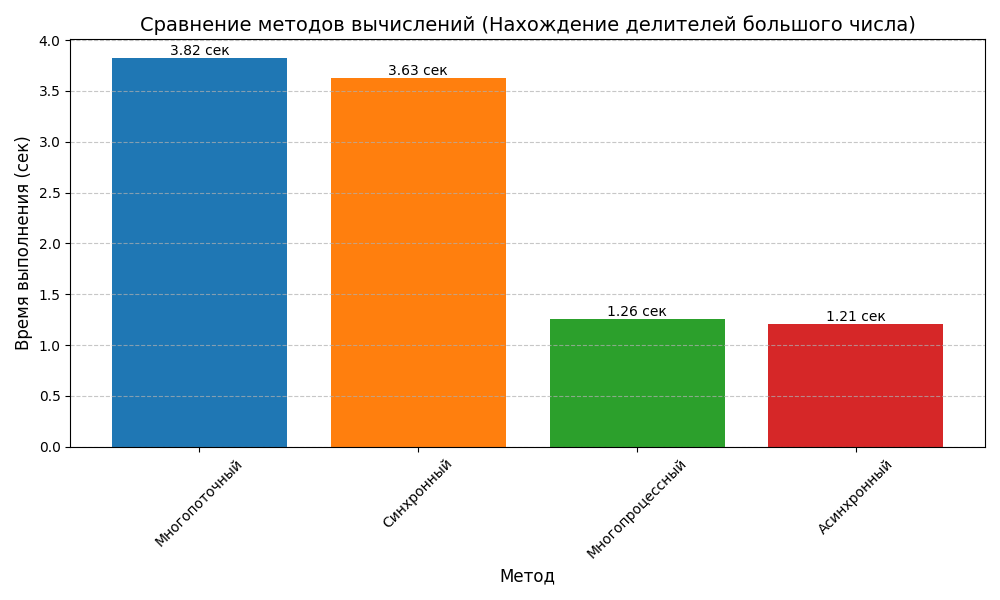 Сравнение методов вычислений (Нахождение делителей большого числа)
Время выполнения (сек)
4.0
3.5
3.0
2.5
2.0
1.5
1.0
0.5
0.0
3.82 сек
3.63 сек
1.26 сек
1.21 сек
Многопоточный
Синхронный
Многопроцессный
Асинхронный
Метод